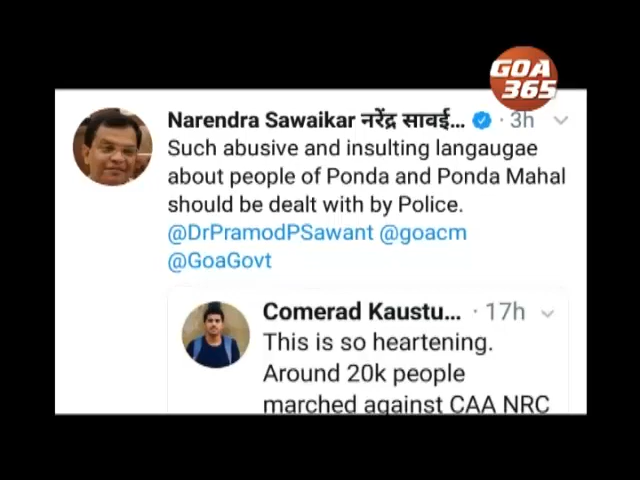 GOA
365
Narendra Sawaikar नरेंद्र सावई... · 3h
Such abusive and insulting langaugae
about people of Ponda and Ponda Mahal
should be dealt with by Police.
@DrPramodPSawant @goacm
@GoaGovt
Comerad Kaustu... · 17h
This is so heartening.
Around 20k people
marched against CAA NRC